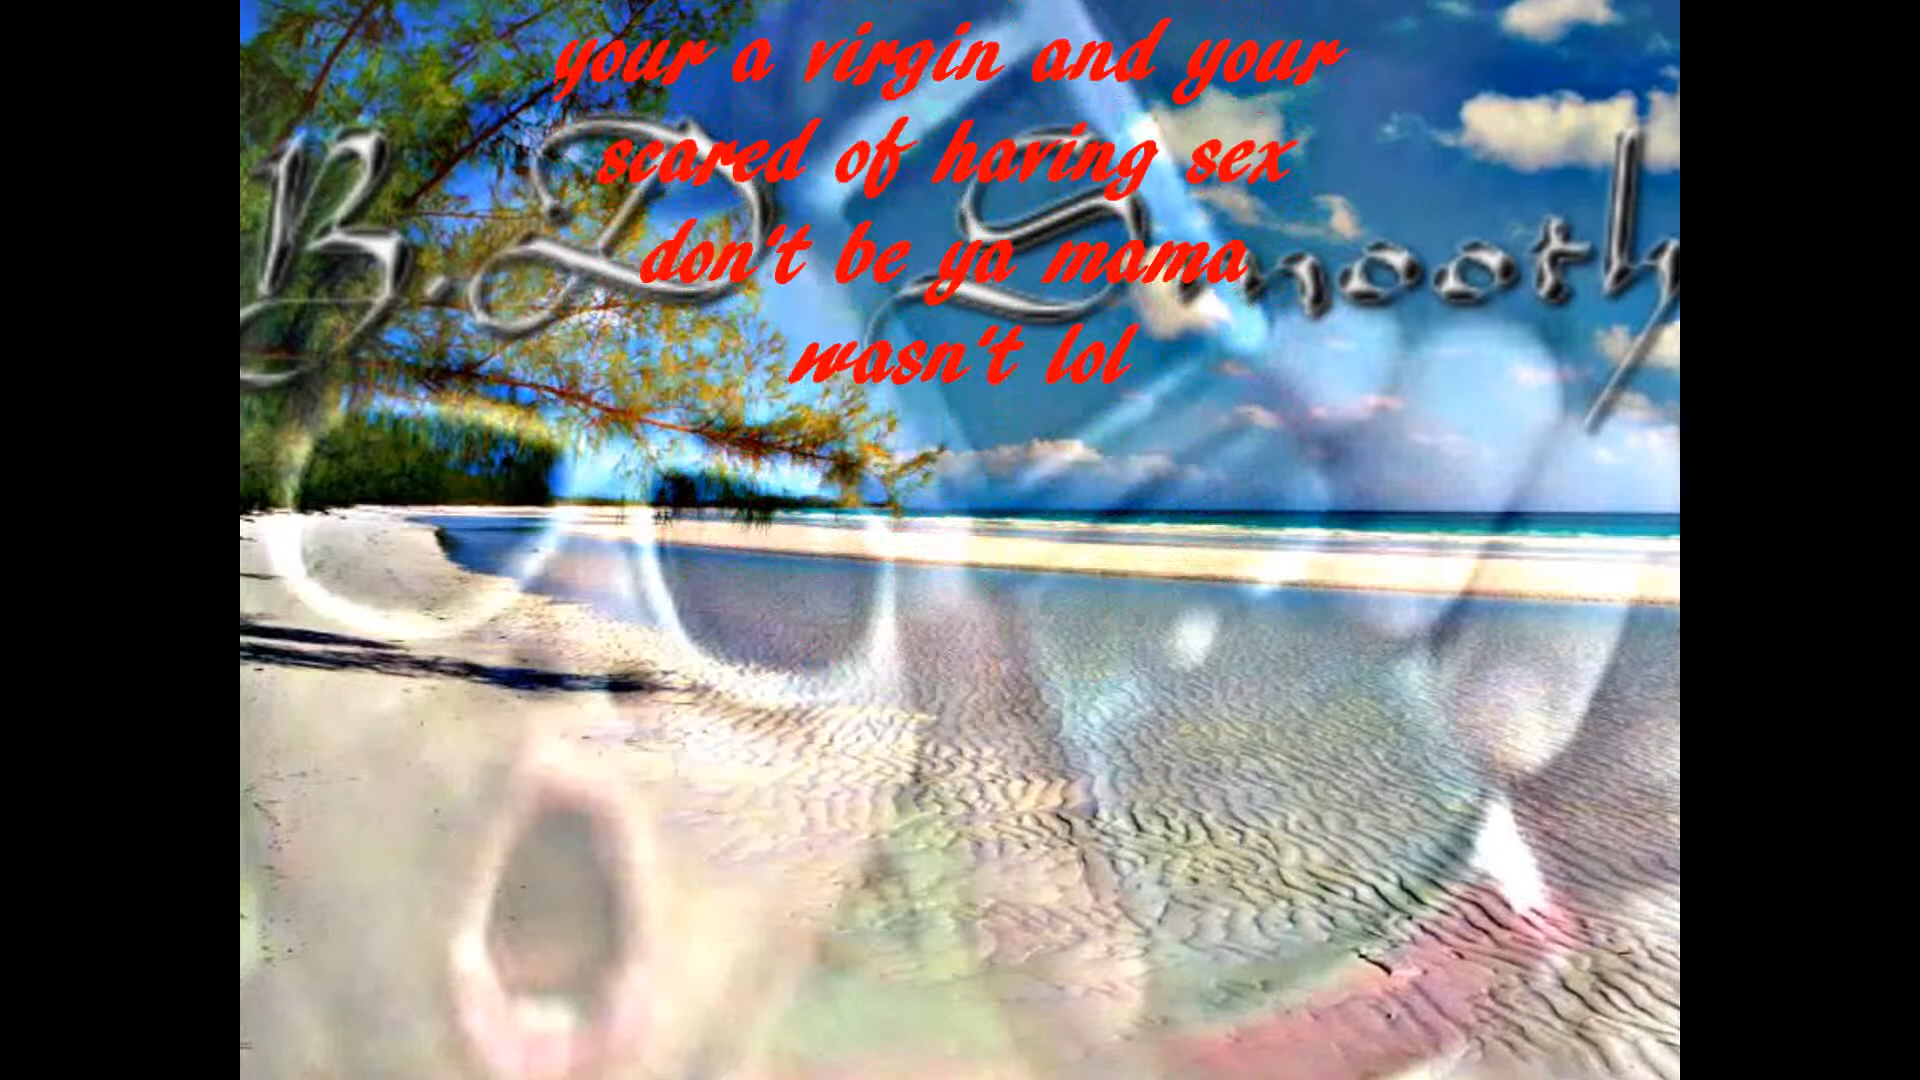 your a virgin and your
scared of having sex
B.D Smooth
don't be ya mama
wasn't lol